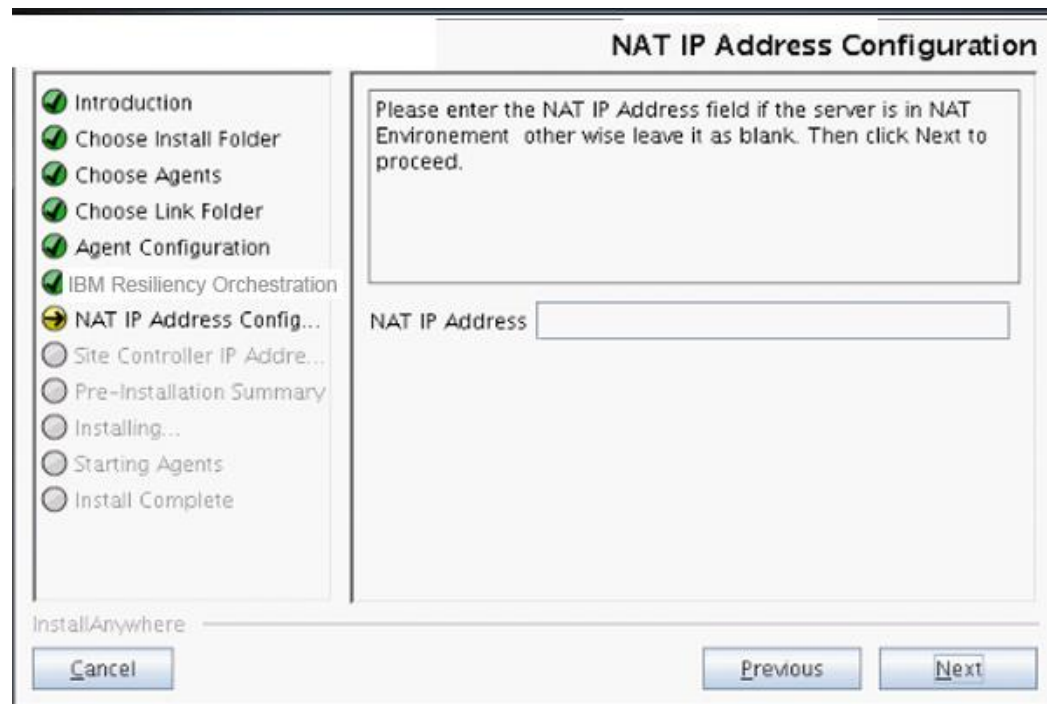 NAT IP Address Configuration
Introduction
Choose Install Folder
Choose Agents
Choose Link Folder
Agent Configuration
IBM Resiliency Orchestration
NAT IP Address Config...
Site Controller IP Addre...
Pre-Installation Summary
Installing...
Starting Agents
Install Complete
Please enter the NAT IP Address field if the server is in NAT
Environement other wise leave it as blank. Then click Next to
proceed.
NAT IP Address
InstallAnywhere
Cancel
Previous
Next